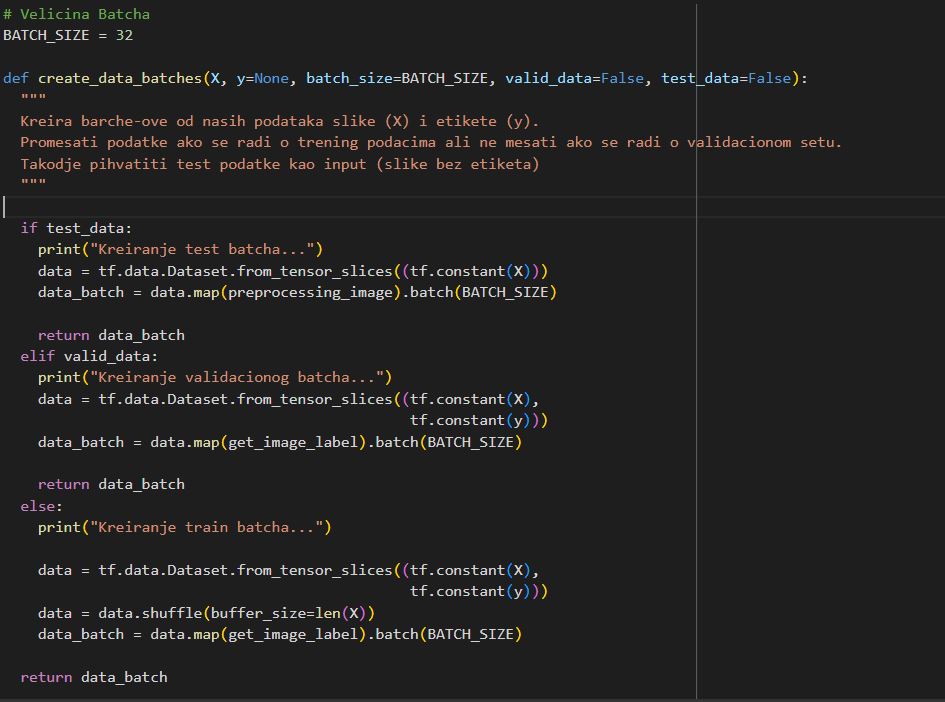 # Velicina Batcha
BATCH_SIZE = 32
def create_data_batches(X, y=None, batch_size=BATCH_SIZE, valid_data=False, test_data=False):
"""
Kreira barche-ove od nasih podataka slike (X) i etikete (y).
Promesati podatke ako se radi o trening podacima ali ne mesati ako se radi o validacionom setu.
Takodje pihvatiti test podatke kao input (slike bez etiketa)
"""
if test_data:
print("Kreiranje test batcha...")
data = tf.data.Dataset.from_tensor_slices((tf.constant(X)))
data_batch = data.map(preprocessing_image).batch(BATCH_SIZE)
return data_batch
elif valid_data:
print("Kreiranje validacionog batcha...")
data = tf.data.Dataset.from_tensor_slices((tf.constant(X),
tf.constant(y)))
data_batch = data.map(get_image_label).batch(BATCH_SIZE)
return data_batch
else:
print("Kreiranje train batcha...")
data = tf.data.Dataset.from_tensor_slices((tf.constant(X),
tf.constant(y)))
data = data.shuffle(buffer_size=len(X))
data_batch = data.map(get_image_label).batch(BATCH_SIZE)
return data_batch